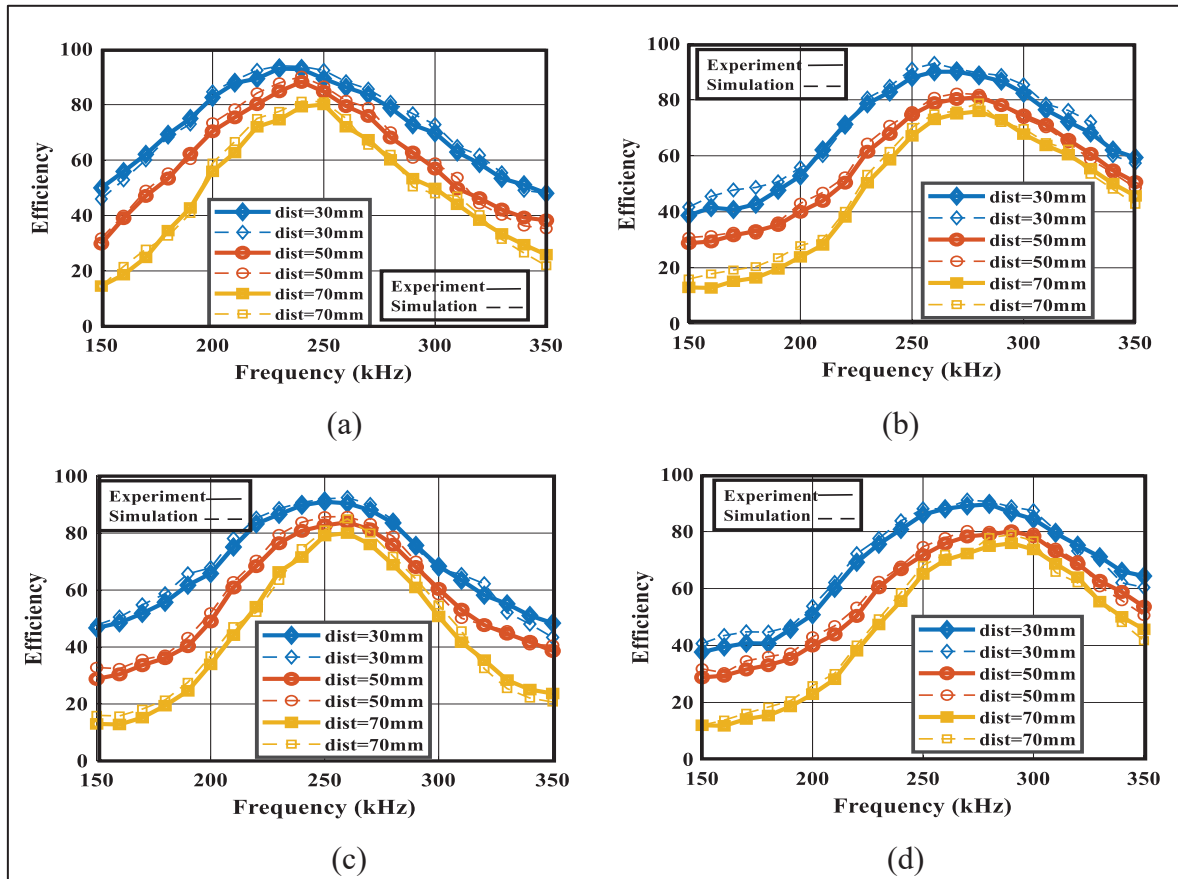 100
80
60
40
20
0
Efficiency
dist=30mm
dist=30mm
dist=50mm
dist=50mm
dist=70mm
dist=70mm
Experiment
Simulation
150 200 250 300 350
Frequency (kHz)
(a)
100
80
60
40
20
0
Efficiency
Experiment
Simulation
dist=30mm
dist=30mm
dist=50mm
dist=50mm
dist=70mm
dist=70mm
150 200 250 300 350
Frequency (kHz)
(b)
100
80
60
40
20
0
Efficiency
Experiment
Simulation
dist=30mm
dist=30mm
dist=50mm
dist=50mm
dist=70mm
dist=70mm
150 200 250 300 350
Frequency (kHz)
(c)
100
80
60
40
20
0
Efficiency
Experiment
Simulation
dist=30mm
dist=30mm
dist=50mm
dist=50mm
dist=70mm
dist=70mm
150 200 250 300 350
Frequency (kHz)
(d)